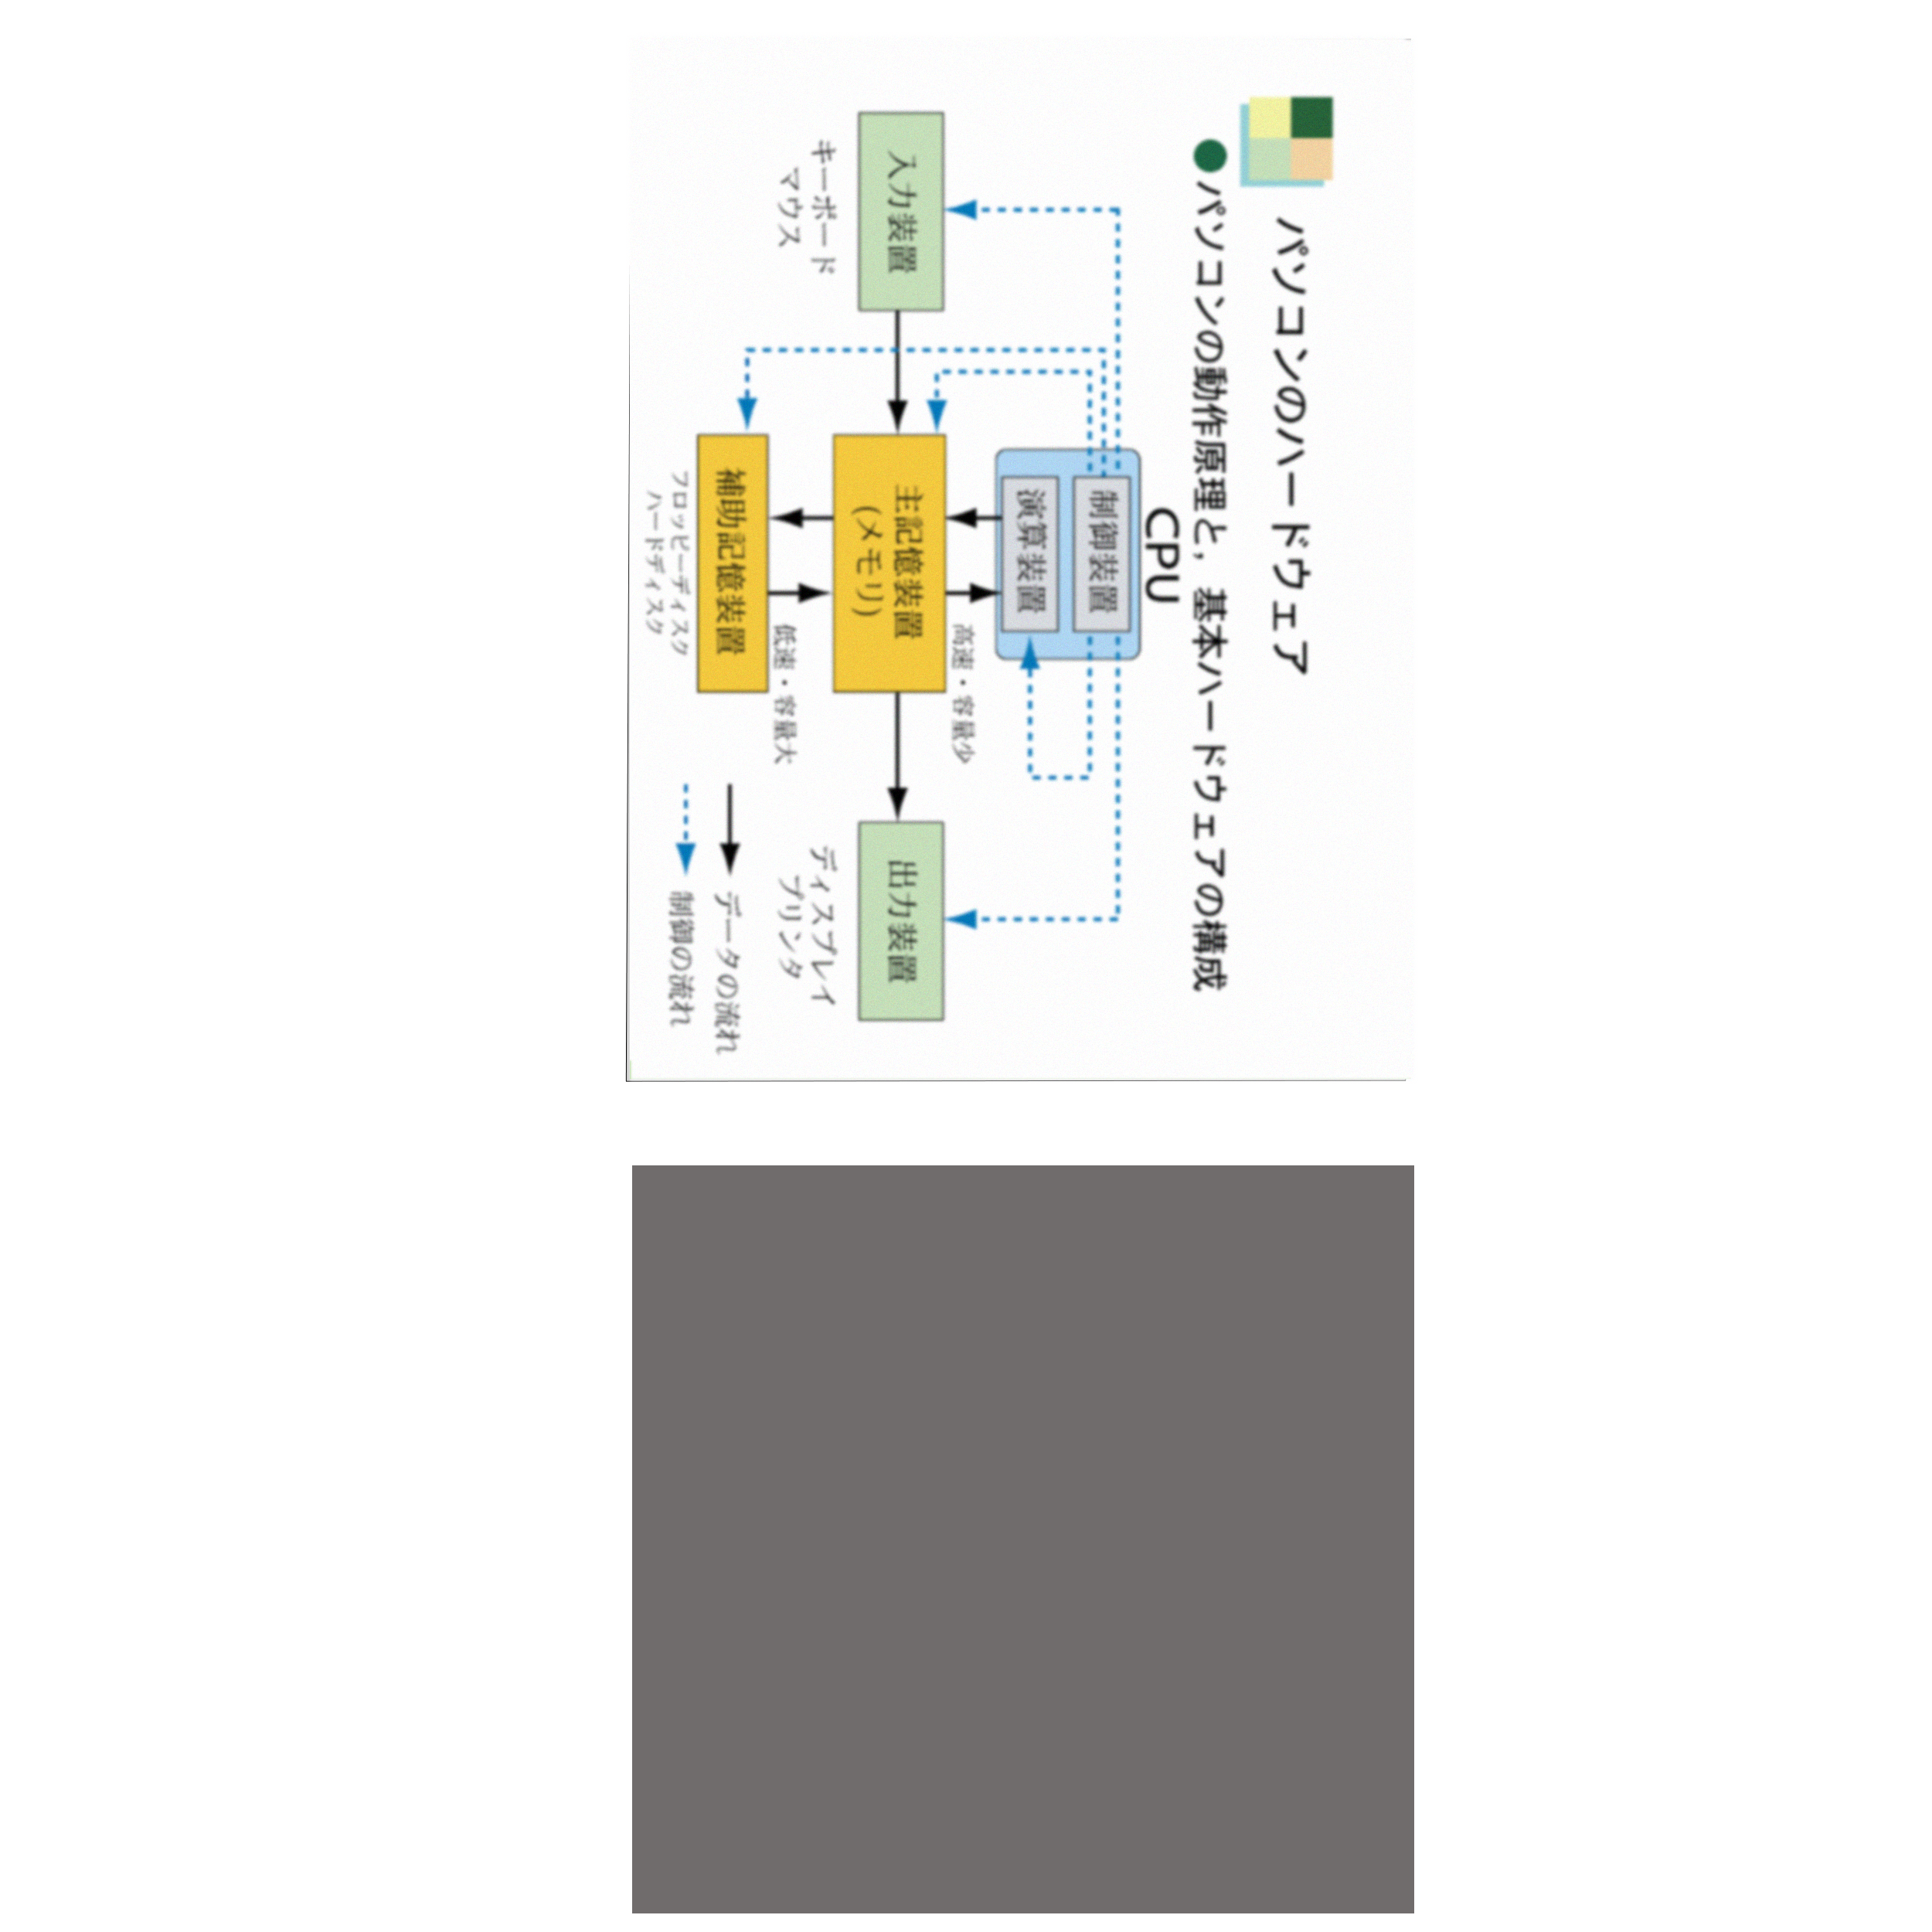 パソコンのハードウェア
●パソコンの動作原理と，基本ハードウェアの構成
CPU
制御装置
演算装置
高速・容量少
入力装置
キーボード
マウス
主記憶装置
(メモリ)
出力装置
ディスプレイ
プリンタ
低速・容量大
補助記憶装置
フロッピーディスク
ハードディスク
データの流れ
制御の流れ